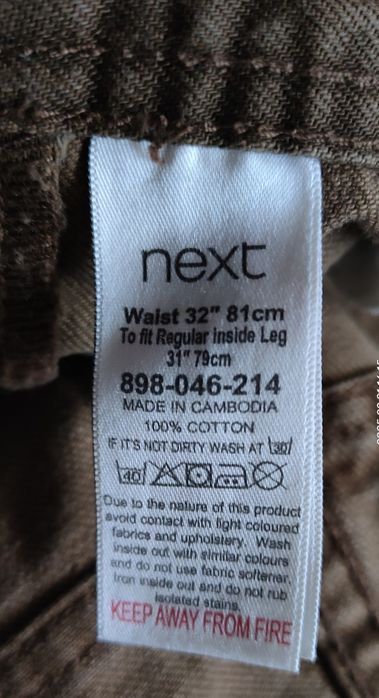 next
Waist 32" 81cm
To fit Regular Inside Leg
31" 79cm
898-046-214
MADE IN CAMBODIA
100% COTTON
IF IT'S NOT DIRTY WASH AT 30
40
Due to the nature of this product
avoid contact with light coloured
fabrics and upholstery. Wash
inside out with similar colours
and do not use fabric softener.
Iron inside out and do not rub
isolated stains.
KEEP AWAY FROM FIRE